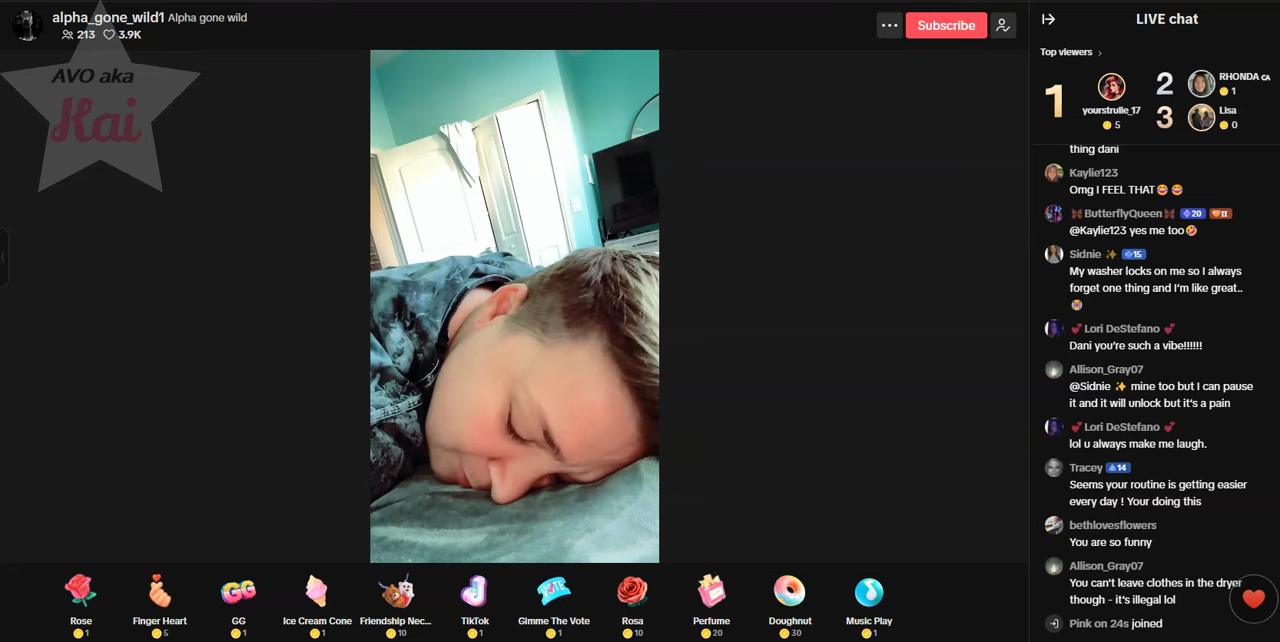 alpha_gone_wild1 Alpha gone wild
213 3.9K
Subscribe
AVO aka
Kai
LIVE chat
Top viewers >
1
yourstrulie_17
5
2
RHONDA CA
1
3
Lisa
0
thing dani
Kaylie123
Omg I FEEL THAT🤩🤩
🦋ButterflyQueen🦋 20 II
@Kaylie123 yes me too🤣
Sidnie ✨ 15
My washer locks on me so I always
forget one thing and I'm like great..
💕Lori DeStefano 💕
Dani you're such a vibe!!!!!!
Allison_Gray07
@Sidnie ✨ mine too but I can pause
it and it will unlock but it's a pain
💕Lori DeStefano 💕
lol u always make me laugh.
Tracey 14
Seems your routine is getting easier
every day ! Your doing this
bethlovesflowers
You are so funny
Allison_Gray07
You can't leave clothes in the dryer
though - it's illegal lol
Pink on 24s joined
GG
VOTE
Rose Finger Heart GG Ice Cream Cone Friendship Nec... TikTok Gimme The Vote Rosa Perfume Doughnut Music Play
1 5 1 1 10 1 1 10 20 30 1